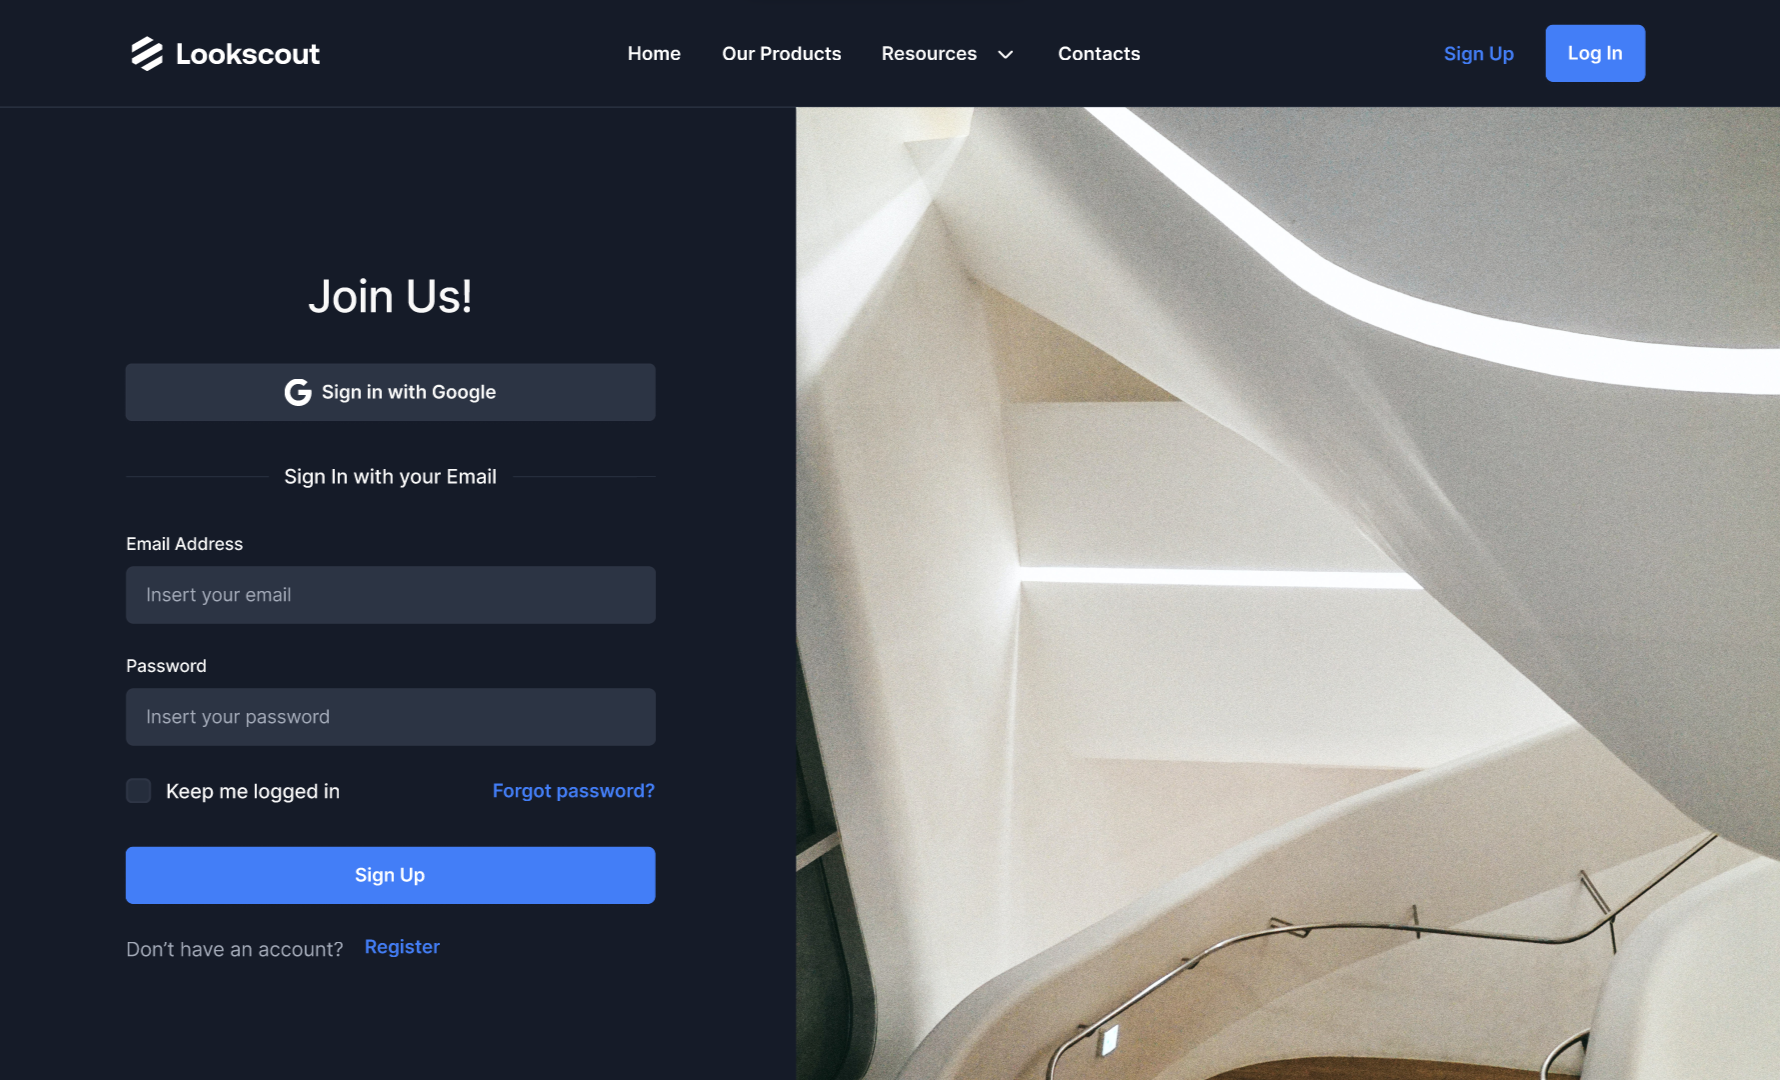 Lookscout
Home
Our Products
Resources
Contacts
Sign Up
Log In
Join Us!
Sign in with Google
Sign In with your Email
Email Address
Insert your email
Password
Insert your password
Keep me logged in
Forgot password?
Sign Up
Don’t have an account?
Register